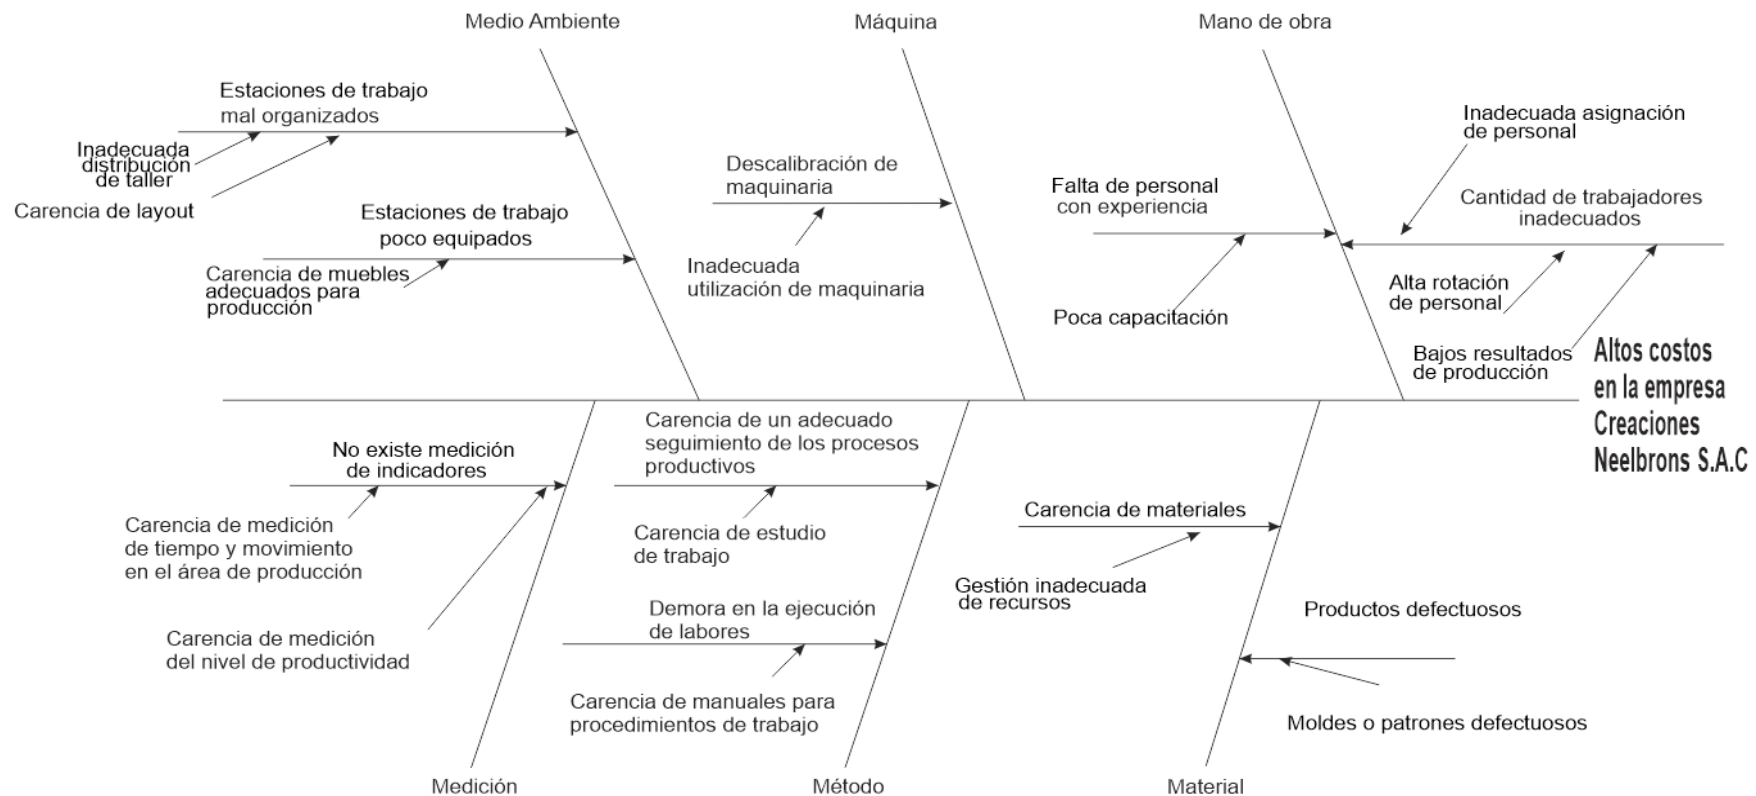 Medio Ambiente
Máquina
Mano de obra
Estaciones de trabajo
mal organizados
Inadecuada
distribución
de taller
Carencia de layout
Estaciones de trabajo
poco equipados
Carencia de muebles
adecuados para
producción
Descalibración de
maquinaria
Inadecuada
utilización de maquinaria
Falta de personal
con experiencia
Poca capacitación
Inadecuada asignación
de personal
Cantidad de trabajadores
inadecuados
Alta rotación
de personal
Bajos resultados
de producción
Altos costos
en la empresa
Creaciones
Neelbrons S.A.C
No existe medición
de indicadores
Carencia de medición
de tiempo y movimiento
en el área de producción
Carencia de medición
del nivel de productividad
Carencia de un adecuado
seguimiento de los procesos
productivos
Carencia de estudio
de trabajo
Demora en la ejecución
de labores
Carencia de manuales para
procedimientos de trabajo
Carencia de materiales
Gestión inadecuada
de recursos
Productos defectuosos
Moldes o patrones defectuosos
Medición
Método
Material